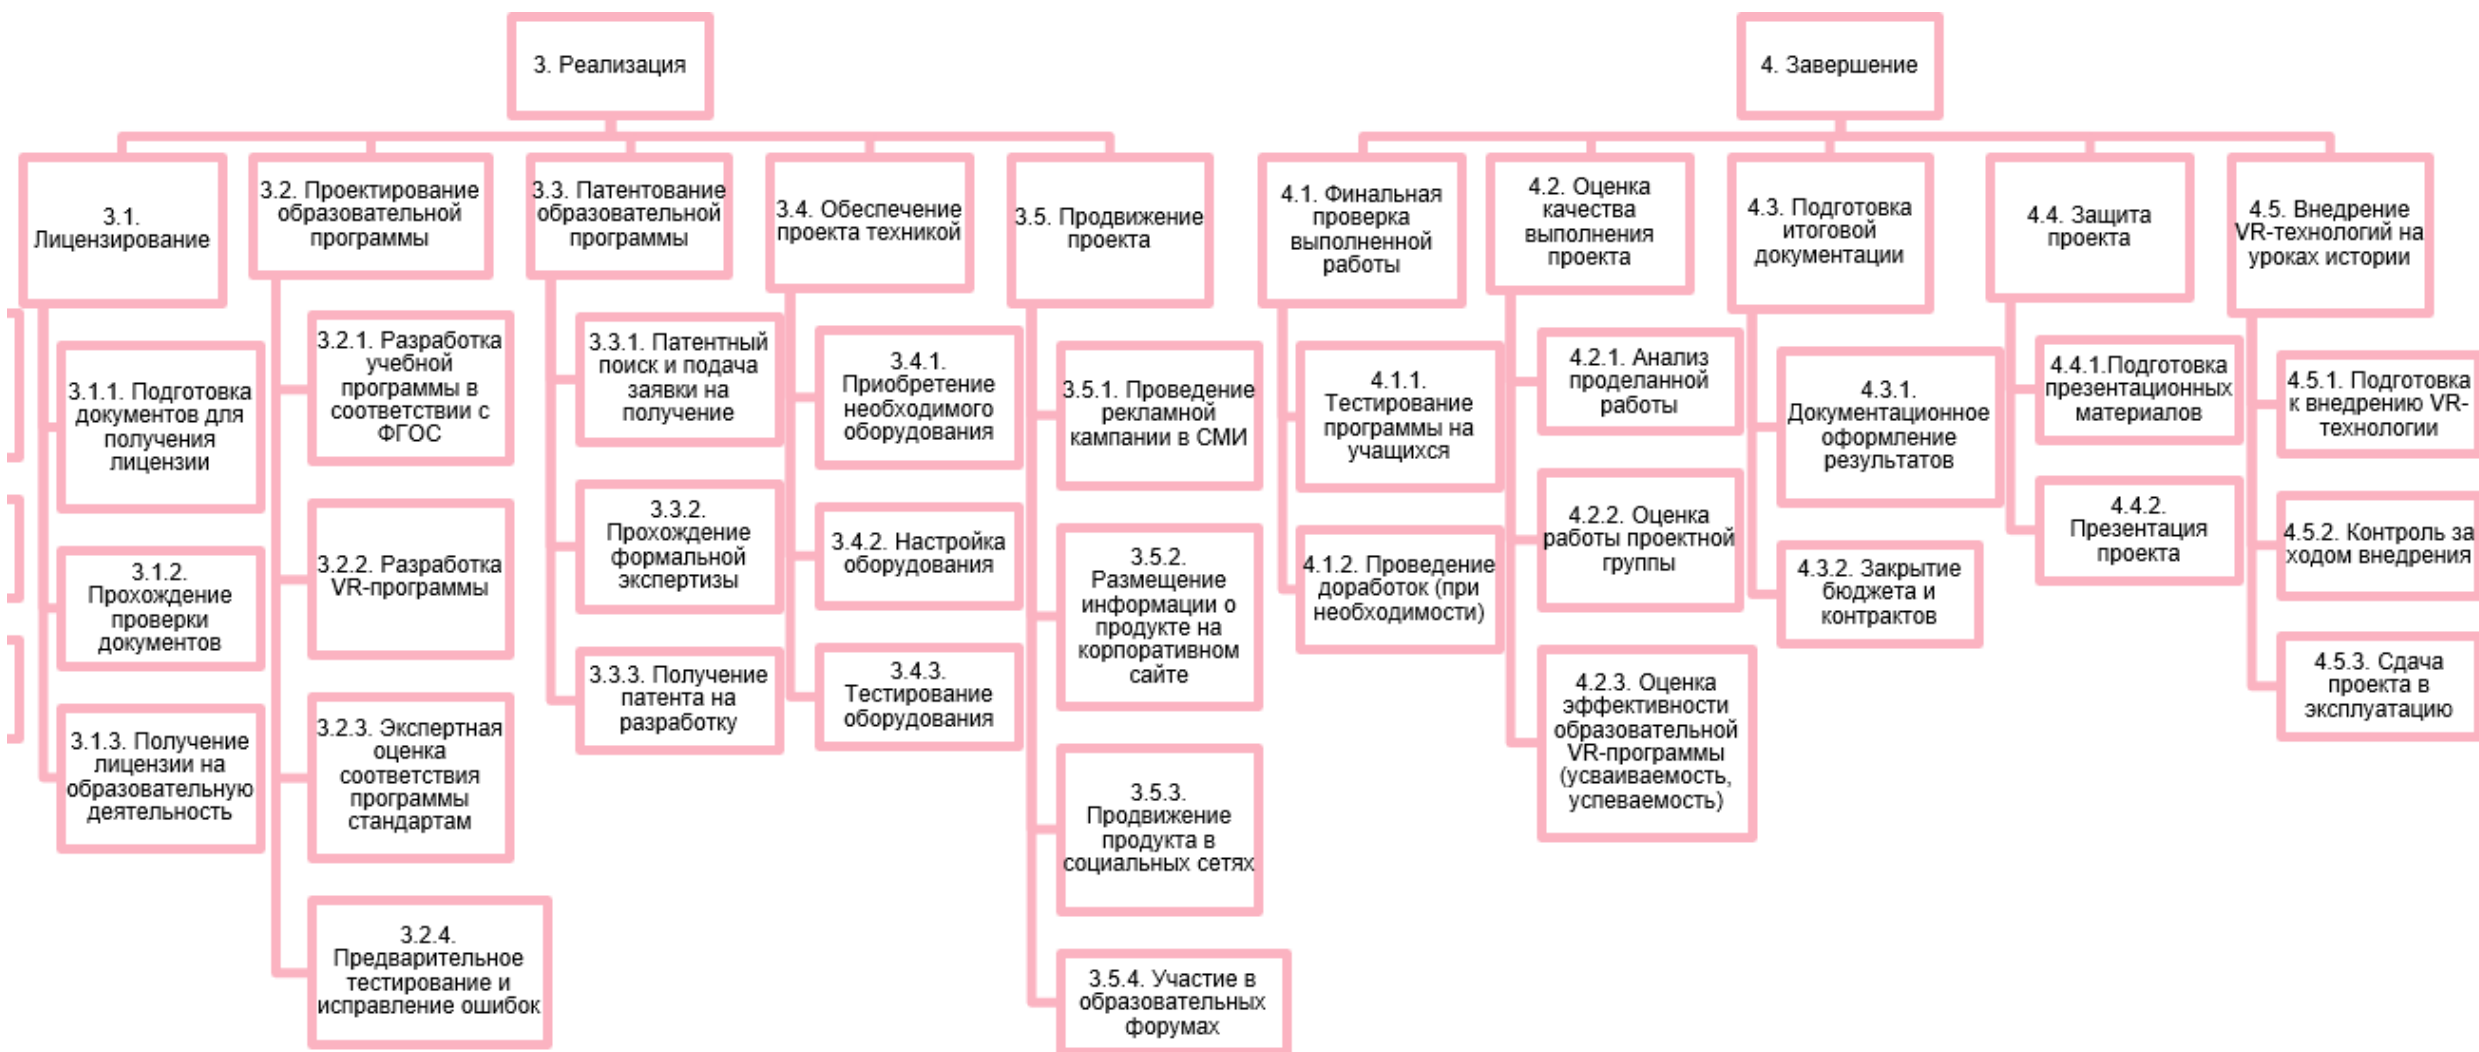 3. Реализация
3.1.
Лицензирование
3.1.1. Подготовка
документов для
получения
лицензии
3.1.2.
Прохождение
проверки
документов
3.1.3. Получение
лицензии на
образовательную
деятельность
3.2. Проектирование
образовательной
программы
3.2.1. Разработка
учебной
программы в
соответствии с
ФГОС
3.2.2. Разработка
VR-программы
3.2.3. Экспертная
оценка
соответствия
программы
стандартам
3.2.4.
Предварительное
тестирование и
исправление ошибок
3.3. Патентование
образовательной
программы
3.3.1. Патентный
поиск и подача
заявки на
получение
3.3.2.
Прохождение
формальной
экспертизы
3.3.3. Получение
патента на
разработку
3.4. Обеспечение
проекта техникой
3.4.1.
Приобретение
необходимого
оборудования
3.4.2. Настройка
оборудования
3.4.3.
Тестирование
оборудования
3.5. Продвижение
проекта
3.5.1. Проведение
рекламной
кампании в СМИ
3.5.2.
Размещение
информации о
продукте на
корпоративном
сайте
3.5.3.
Продвижение
продукта в
социальных сетях
3.5.4. Участие в
образовательных
форумах
4. Завершение
4.1. Финальная
проверка
выполненной
работы
4.1.1.
Тестирование
программы на
учащихся
4.1.2. Проведение
доработок (при
необходимости)
4.2. Оценка
качества
выполнения
проекта
4.2.1. Анализ
проделанной
работы
4.2.2. Оценка
работы проектной
группы
4.2.3. Оценка
эффективности
образовательной
VR-программы
(усваиваемость,
успеваемость)
4.3. Подготовка
итоговой
документации
4.3.1.
Документационное
оформление
результатов
4.3.2. Закрытие
бюджета и
контрактов
4.4. Защита
проекта
4.4.1.Подготовка
презентационных
материалов
4.4.2.
Презентация
проекта
4.5. Внедрение
VR-технологий на
уроках истории
4.5.1. Подготовка
к внедрению VR-
технологии
4.5.2. Контроль за
ходом внедрения
4.5.3. Сдача
проекта в
эксплуатацию